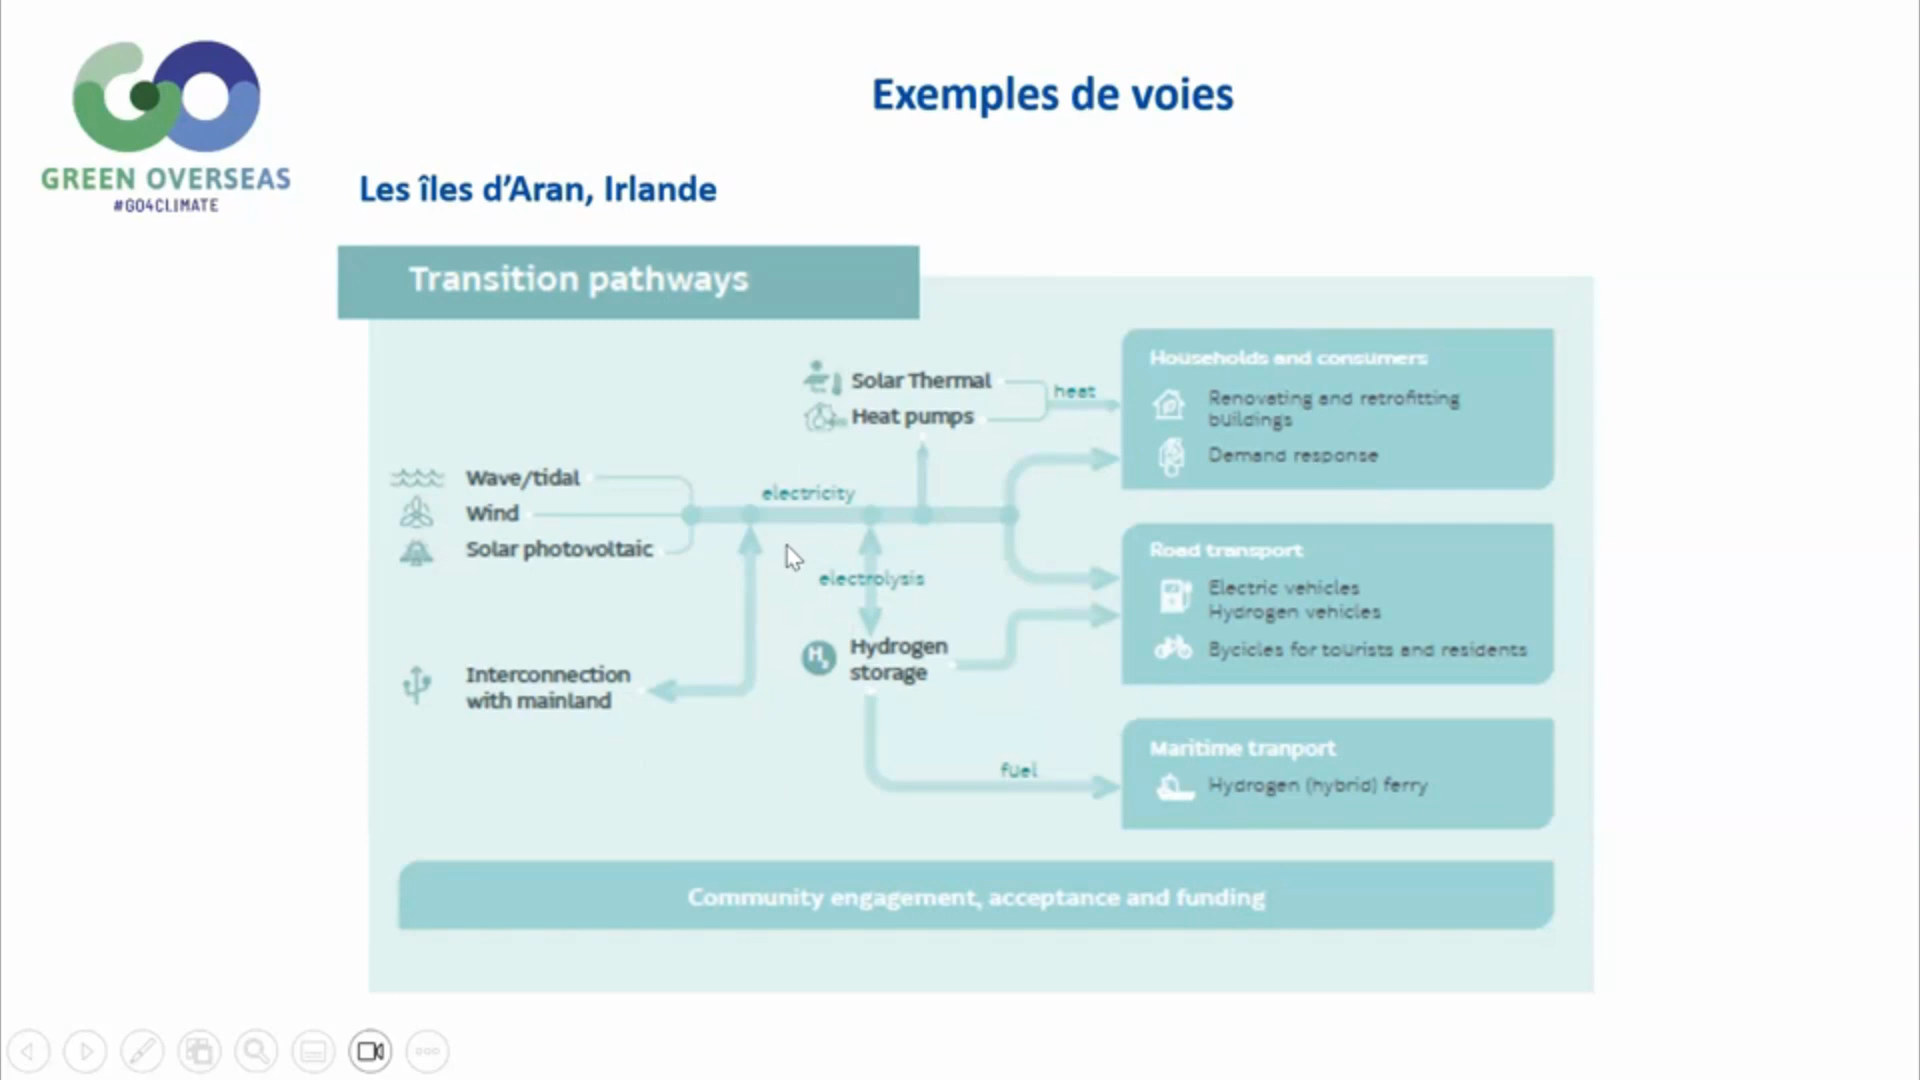 GREEN OVERSEAS
#GO4CLIMATE
Exemples de voies
Les îles d'Aran, Irlande
Transition pathways
Solar Thermal
Heat pumps
heat
Wave/tidal
Wind
Solar photovoltaic
electricity
electrolysis
Interconnection
with mainland
H2
Hydrogen
storage
fuel
Households and consumers
Renovating and retrofitting
buildings
Demand response
Road transport
Electric vehicles
Hydrogen vehicles
Bycicles for tourists and residents
Maritime tranport
Hydrogen (hybrid) ferry
Community engagement, acceptance and funding